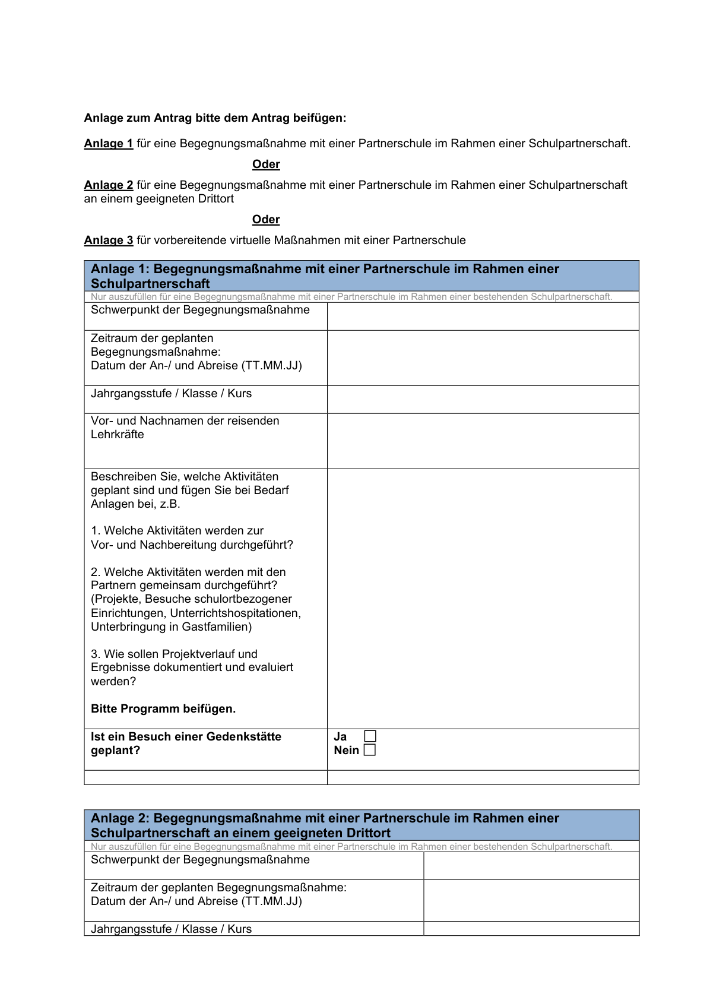 Anlage zum Antrag bitte dem Antrag beifügen:
Anlage 1 für eine Begegnungsmaßnahme mit einer Partnerschule im Rahmen einer Schulpartnerschaft.
Oder
Anlage 2 für eine Begegnungsmaßnahme mit einer Partnerschule im Rahmen einer Schulpartnerschaft
an einem geeigneten Drittort
Oder
Anlage 3 für vorbereitende virtuelle Maßnahmen mit einer Partnerschule
Anlage 1: Begegnungsmaßnahme mit einer Partnerschule im Rahmen einer
Schulpartnerschaft
Nur auszufüllen für eine Begegnungsmaßnahme mit einer Partnerschule im Rahmen einer bestehenden Schulpartnerschaft.
Schwerpunkt der Begegnungsmaßnahme
Zeitraum der geplanten
Begegnungsmaßnahme:
Datum der An-/ und Abreise (TT.MM.JJ)
Jahrgangsstufe / Klasse / Kurs
Vor- und Nachnamen der reisenden
Lehrkräfte
Beschreiben Sie, welche Aktivitäten
geplant sind und fügen Sie bei Bedarf
Anlagen bei, z.B.
1. Welche Aktivitäten werden zur
Vor- und Nachbereitung durchgeführt?
2. Welche Aktivitäten werden mit den
Partnern gemeinsam durchgeführt?
(Projekte, Besuche schulortbezogener
Einrichtungen, Unterrichtshospitationen,
Unterbringung in Gastfamilien)
3. Wie sollen Projektverlauf und
Ergebnisse dokumentiert und evaluiert
werden?
Bitte Programm beifügen.
Ist ein Besuch einer Gedenkstätte
geplant?
Ja
Nein
Anlage 2: Begegnungsmaßnahme mit einer Partnerschule im Rahmen einer
Schulpartnerschaft an einem geeigneten Drittort
Nur auszufüllen für eine Begegnungsmaßnahme mit einer Partnerschule im Rahmen einer bestehenden Schulpartnerschaft.
Schwerpunkt der Begegnungsmaßnahme
Zeitraum der geplanten Begegnungsmaßnahme:
Datum der An-/ und Abreise (TT.MM.JJ)
Jahrgangsstufe / Klasse / Kurs